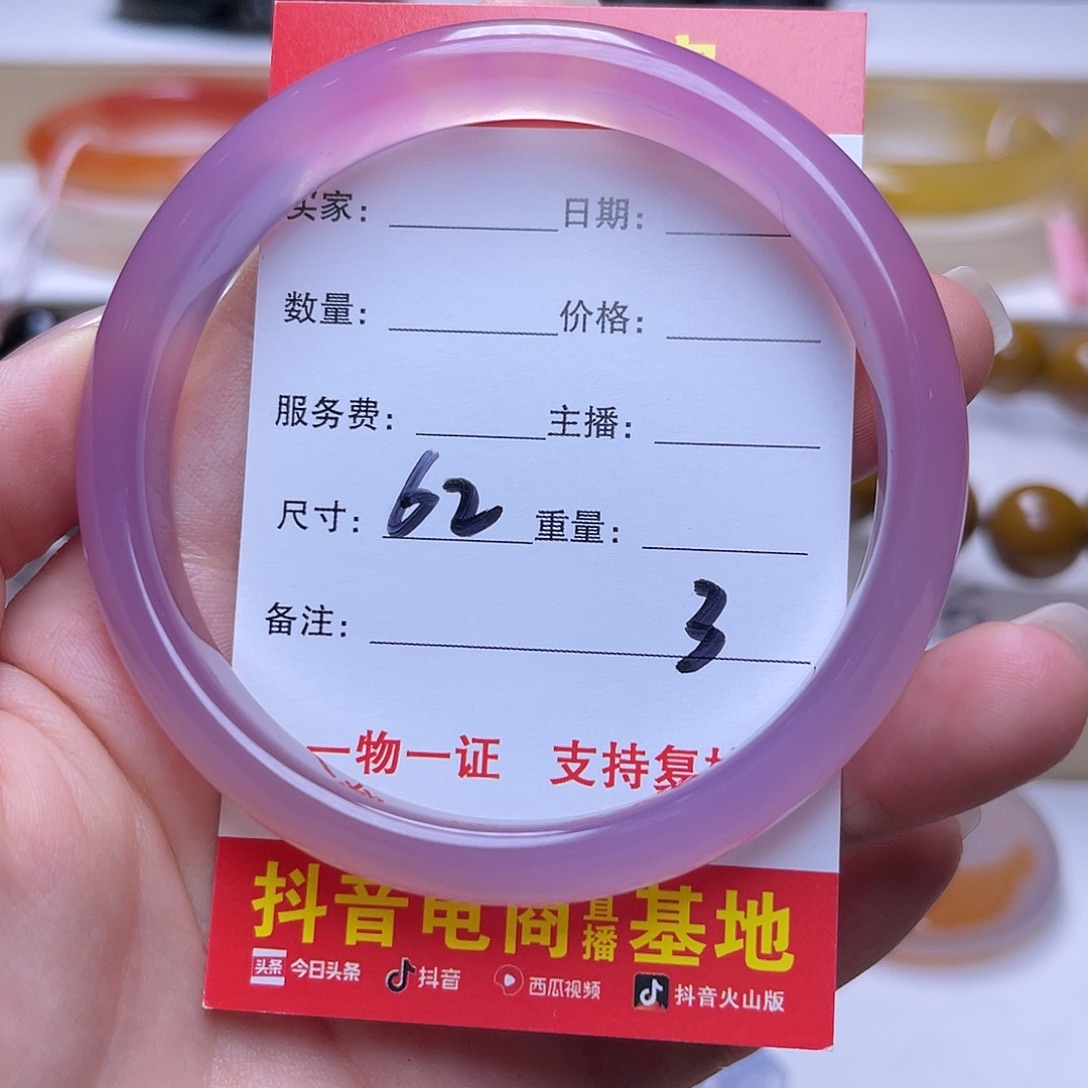 买家： 日期：
数量： 价格：
服务费： 主播：
尺寸：62 重量：
备注： 3
一物一证 支持复
抖音电商直播基地
头条 今日头条 抖音 西瓜视频 抖音火山版